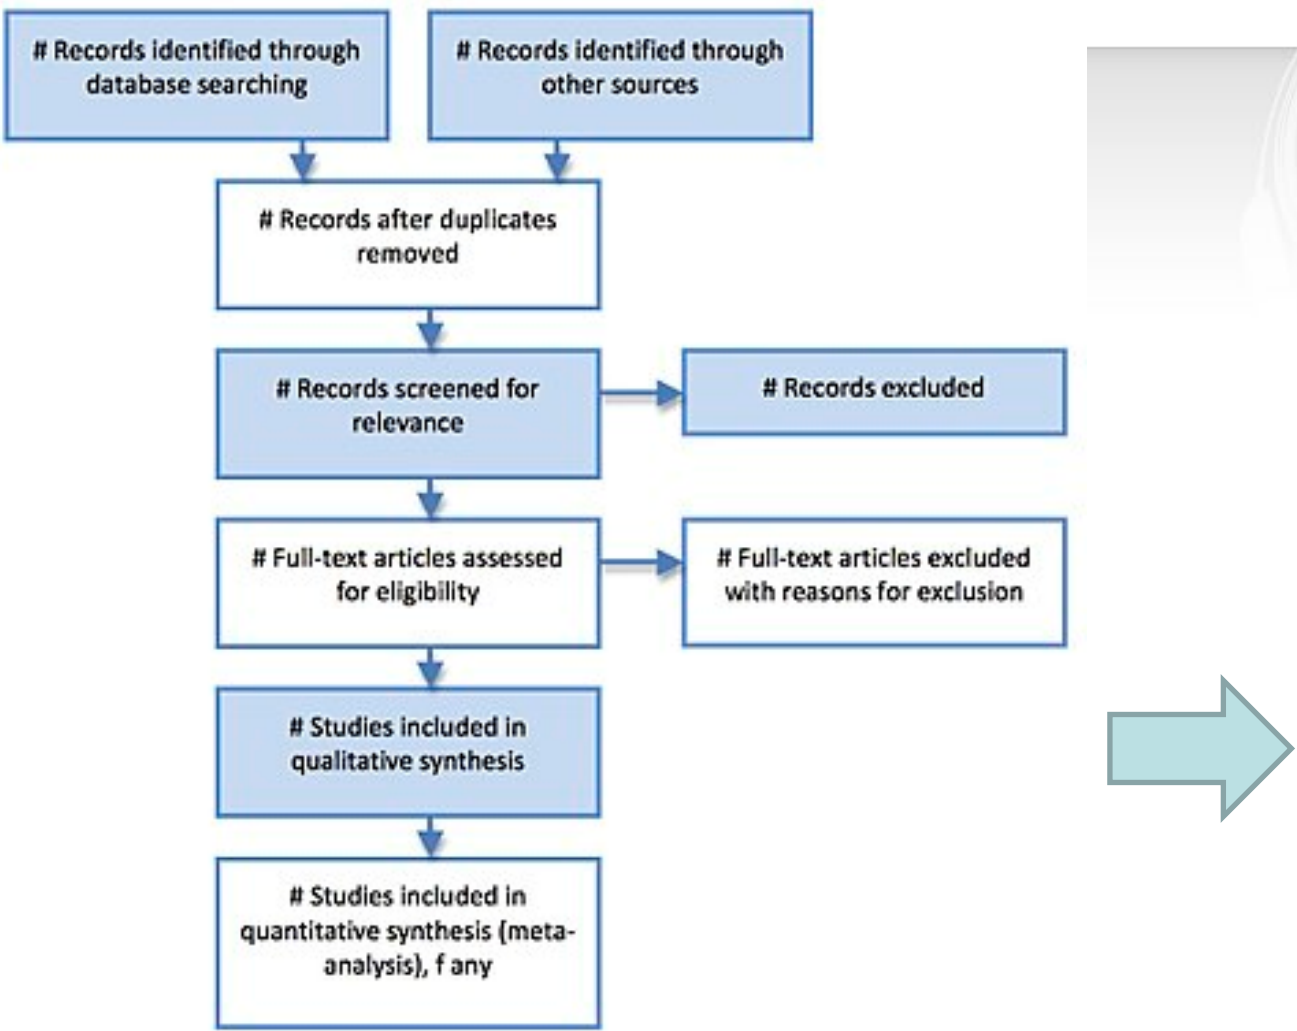 # Records identified through
database searching
# Records identified through
other sources
# Records after duplicates
removed
# Records screened for
relevance
# Records excluded
# Full-text articles assessed
for eligibility
# Full-text articles excluded
with reasons for exclusion
# Studies included in
qualitative synthesis
# Studies included in
quantitative synthesis (meta-
analysis), f any